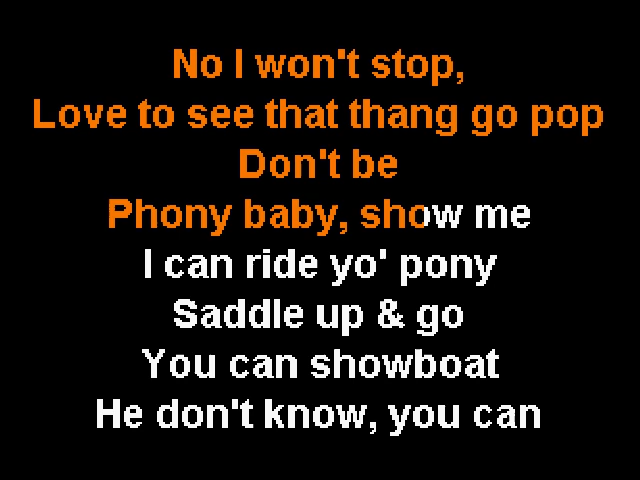 No I won't stop,
Love to see that thang go pop
Don't be
Phony baby, show me
I can ride yo' pony
Saddle up & go
You can showboat
He don't know, you can